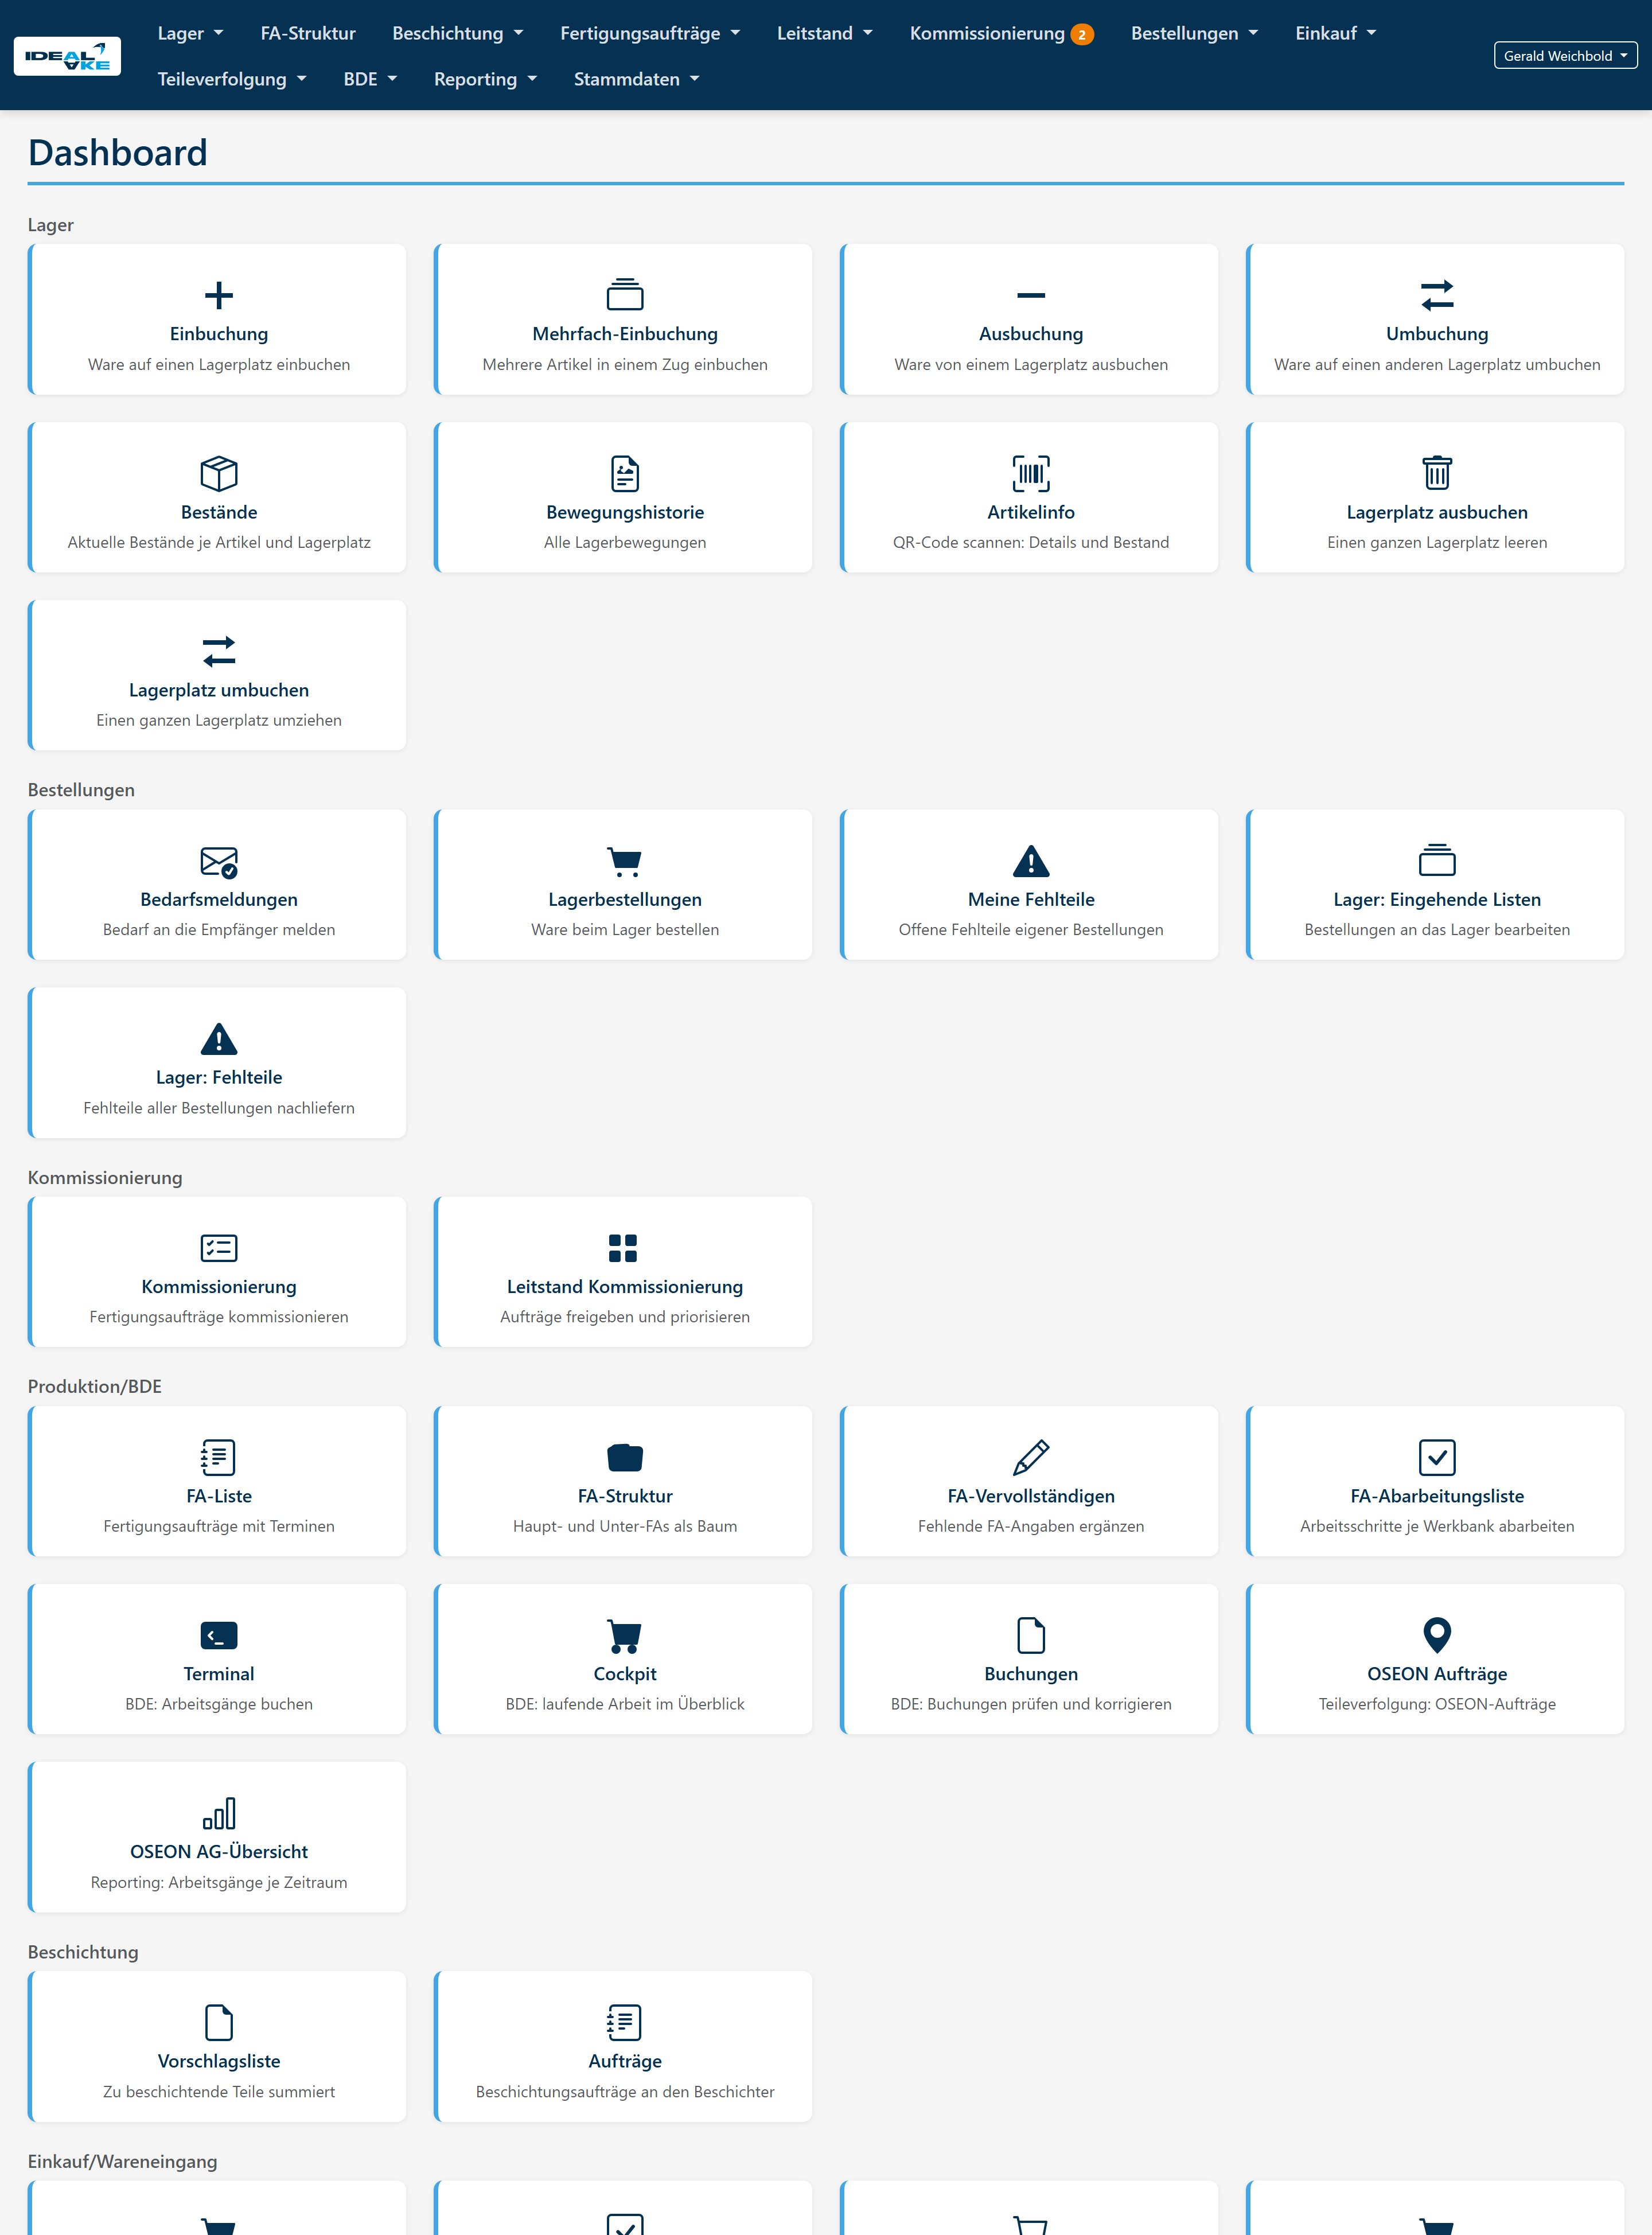 IDEAL
AKE
Lager
FA-Struktur
Beschichtung
Fertigungsaufträge
Leitstand
Kommissionierung 2
Bestellungen
Einkauf
Teileverfolgung
BDE
Reporting
Stammdaten
Gerald Weichbold
Dashboard
Lager
Einbuchung
Ware auf einen Lagerplatz einbuchen
Mehrfach-Einbuchung
Mehrere Artikel in einem Zug einbuchen
Ausbuchung
Ware von einem Lagerplatz ausbuchen
Umbuchung
Ware auf einen anderen Lagerplatz umbuchen
Bestände
Aktuelle Bestände je Artikel und Lagerplatz
Bewegungshistorie
Alle Lagerbewegungen
Artikelinfo
QR-Code scannen: Details und Bestand
Lagerplatz ausbuchen
Einen ganzen Lagerplatz leeren
Lagerplatz umbuchen
Einen ganzen Lagerplatz umziehen
Bestellungen
Bedarfsmeldungen
Bedarf an die Empfänger melden
Lagerbestellungen
Ware beim Lager bestellen
Meine Fehlteile
Offene Fehlteile eigener Bestellungen
Lager: Eingehende Listen
Bestellungen an das Lager bearbeiten
Lager: Fehlteile
Fehlteile aller Bestellungen nachliefern
Kommissionierung
Kommissionierung
Fertigungsaufträge kommissionieren
Leitstand Kommissionierung
Aufträge freigeben und priorisieren
Produktion/BDE
FA-Liste
Fertigungsaufträge mit Terminen
FA-Struktur
Haupt- und Unter-FAs als Baum
FA-Vervollständigen
Fehlende FA-Angaben ergänzen
FA-Abarbeitungsliste
Arbeitsschritte je Werkbank abarbeiten
Terminal
BDE: Arbeitsgänge buchen
Cockpit
BDE: laufende Arbeit im Überblick
Buchungen
BDE: Buchungen prüfen und korrigieren
OSEON Aufträge
Teileverfolgung: OSEON-Aufträge
OSEON AG-Übersicht
Reporting: Arbeitsgänge je Zeitraum
Beschichtung
Vorschlagsliste
Zu beschichtende Teile summiert
Aufträge
Beschichtungsaufträge an den Beschichter
Einkauf/Wareneingang